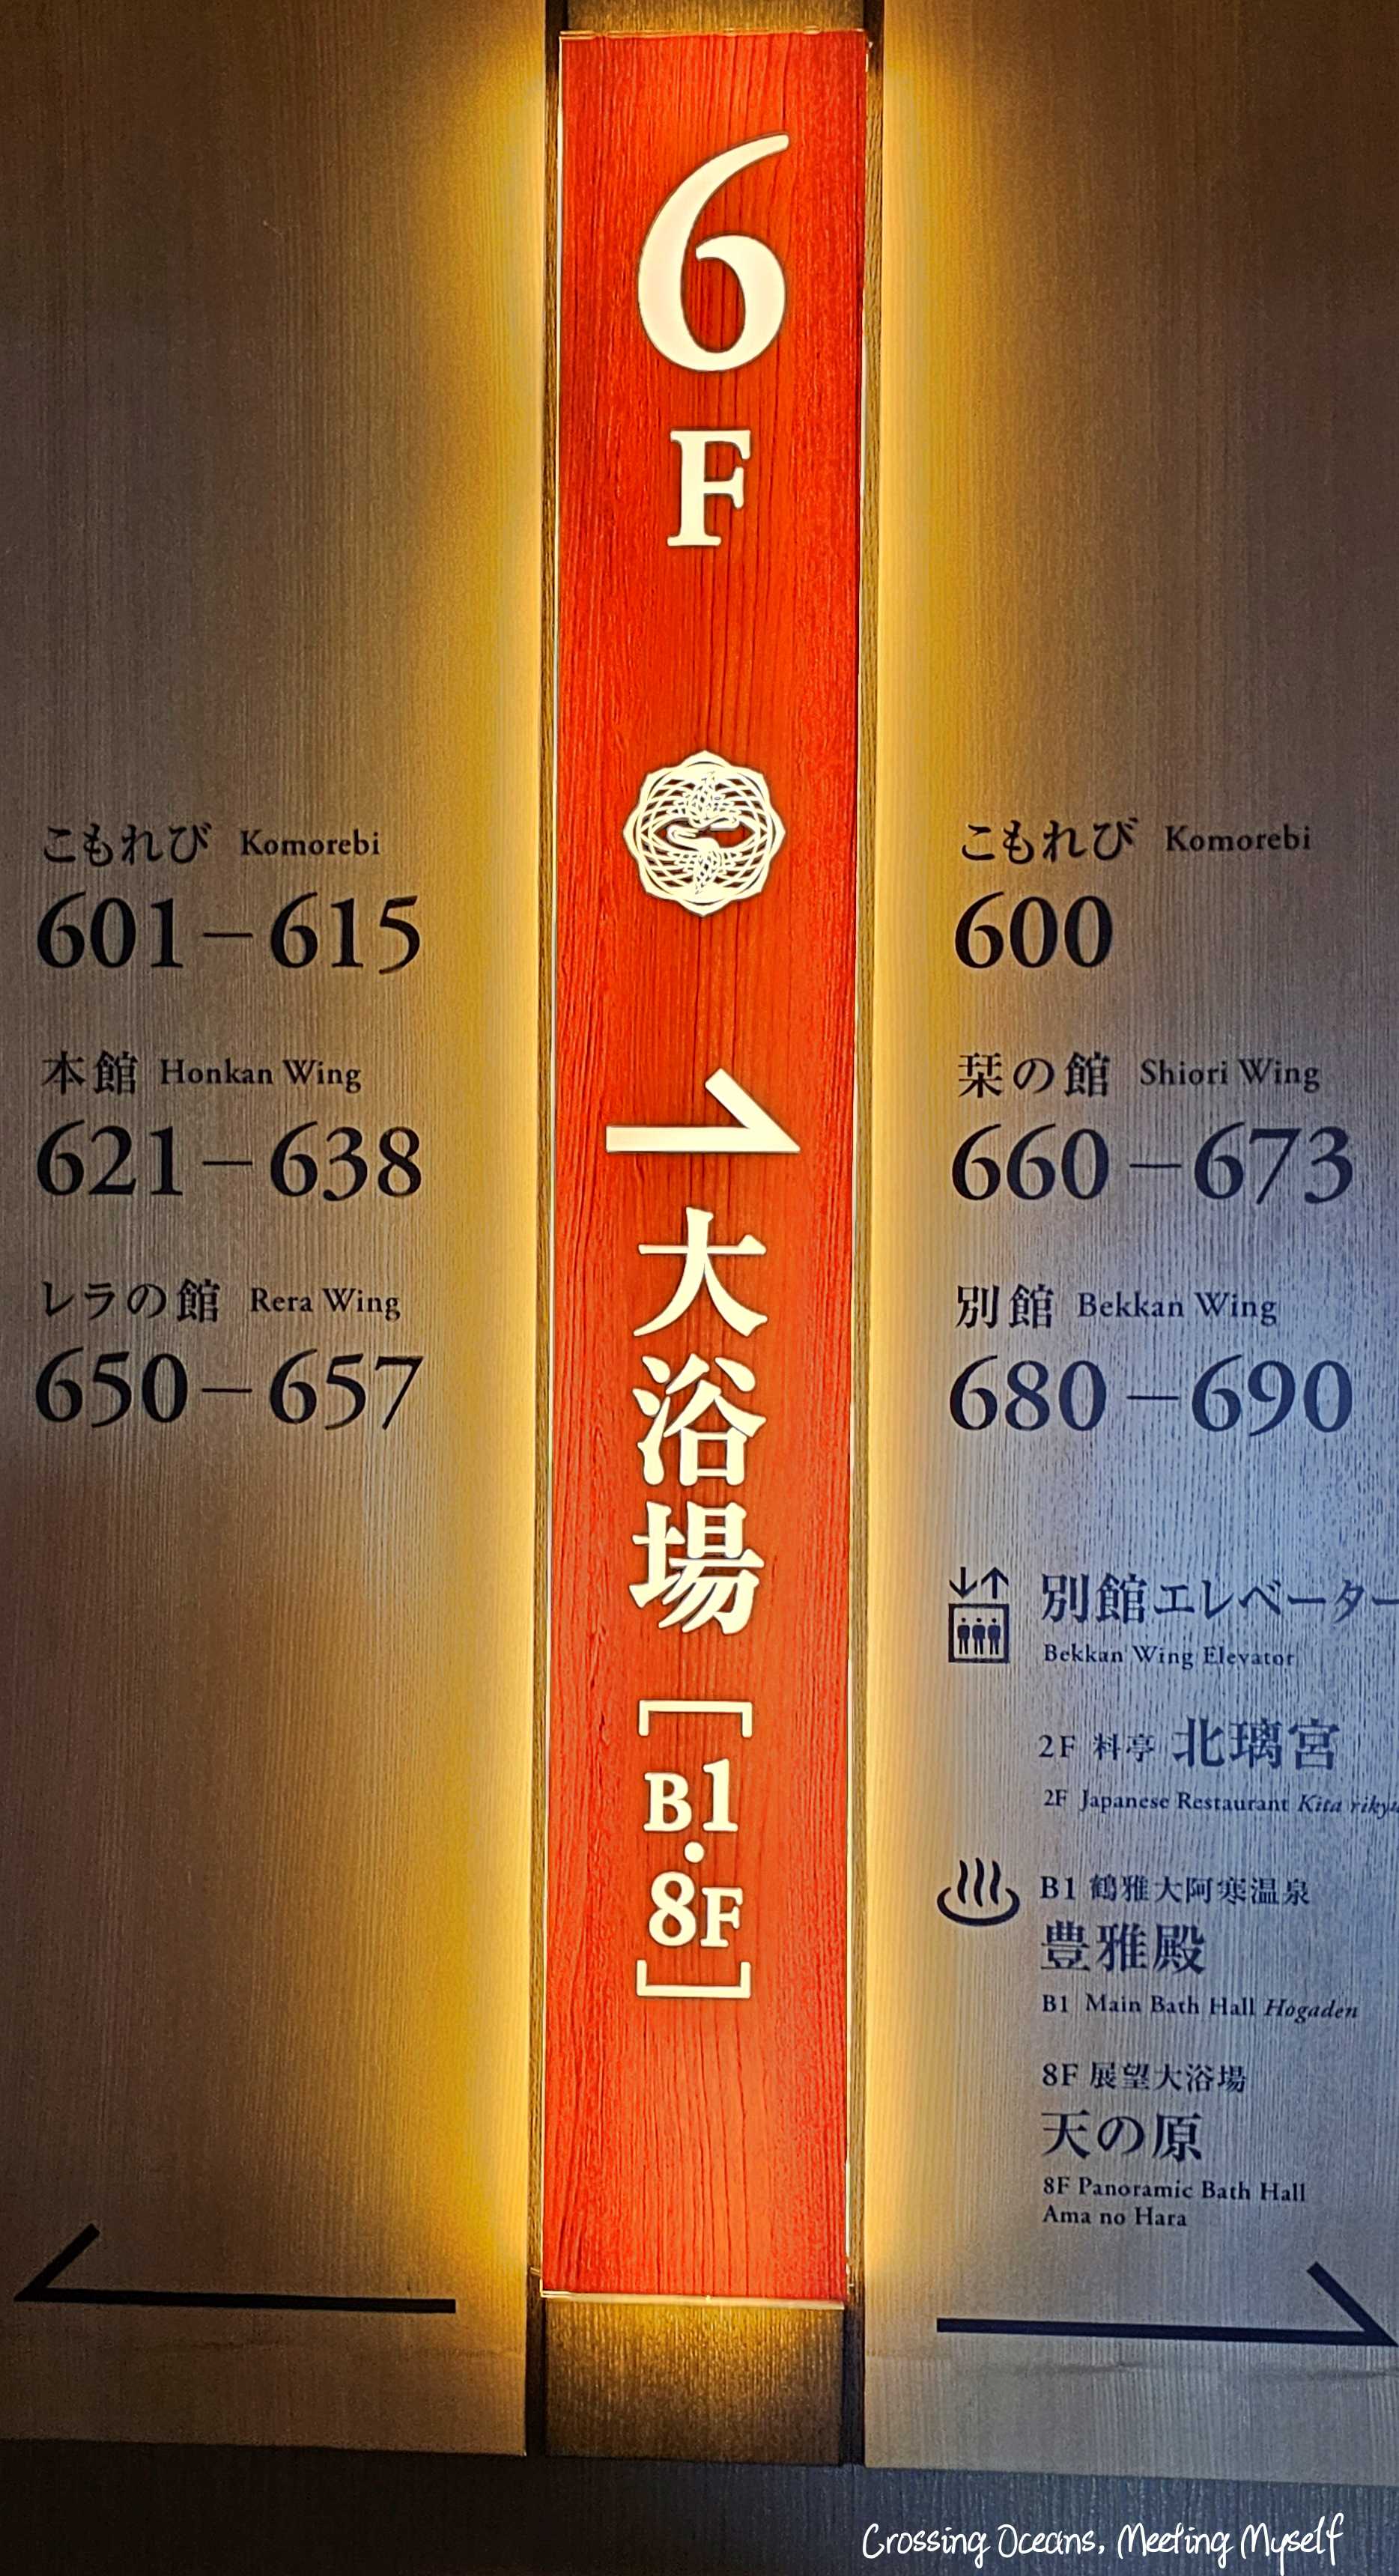 6
F
大浴場
[B1・8F]
こもれび Komorebi
601－615
本館 Honkan Wing
621－638
レラの館 Rera Wing
650－657
こもれび Komorebi
600
栞の館 Shiori Wing
660－673
別館 Bekkan Wing
680－690
別館エレベーター
Bekkan Wing Elevator
2F 料亭 北璃宮
2F Japanese Restaurant Kita
B1 鶴雅大阿寒温泉
豊雅殿
B1 Main Bath Hall Hogaden
8F 展望大浴場
天の原
8F Panoramic Bath Hall
Ama no Hara
Crossing Oceans, Meeting Myself